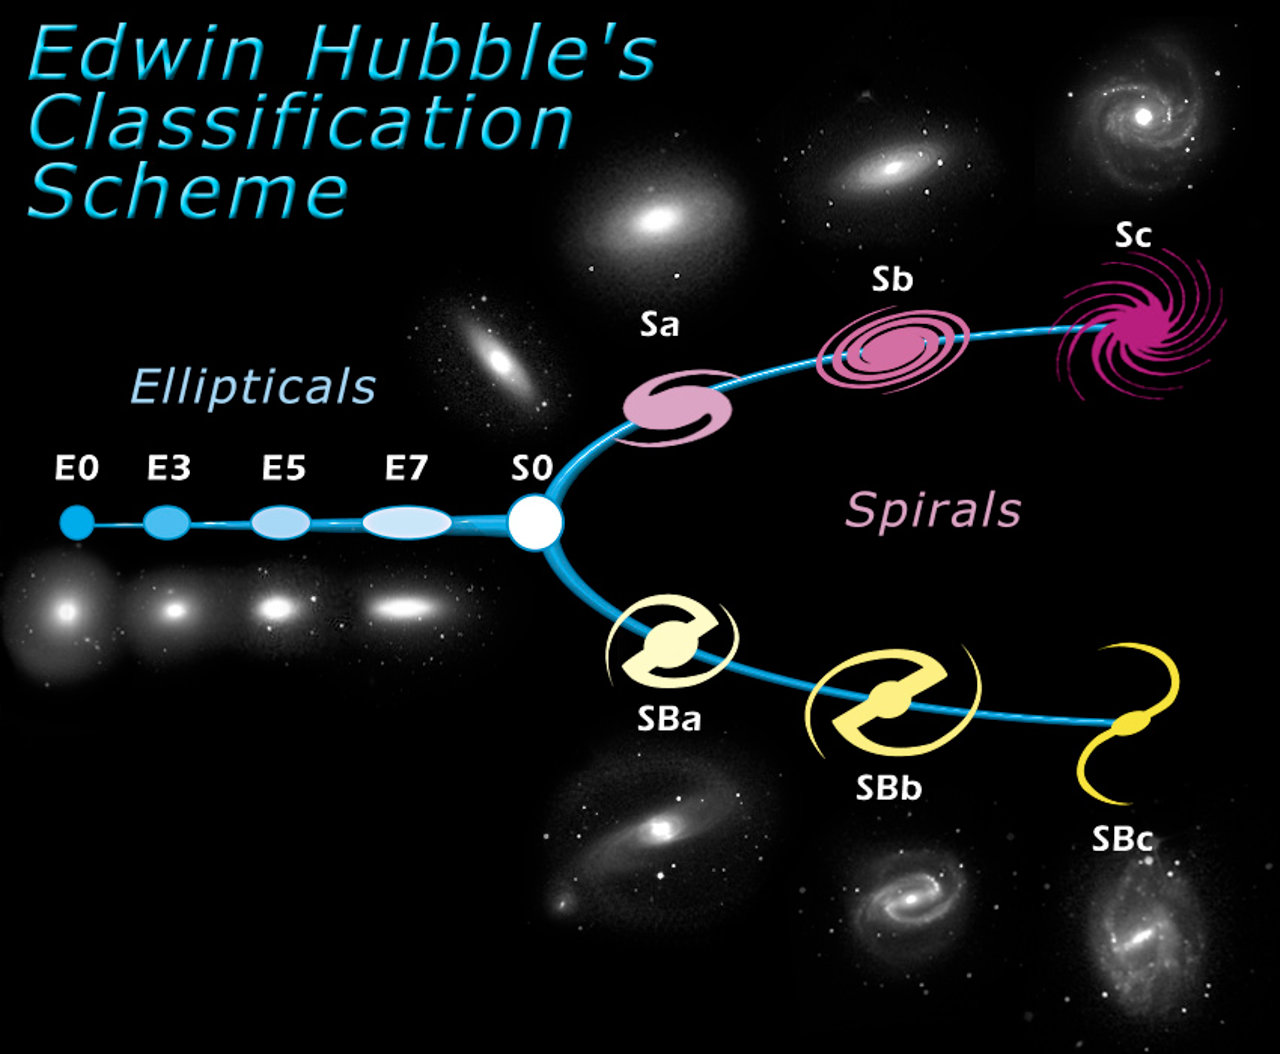 Edwin Hubble's
Classification
Scheme
Sc
Sb
Sa
Ellipticals
E0 E3 E5 E7 S0
Spirals
SBa
SBb
SBc